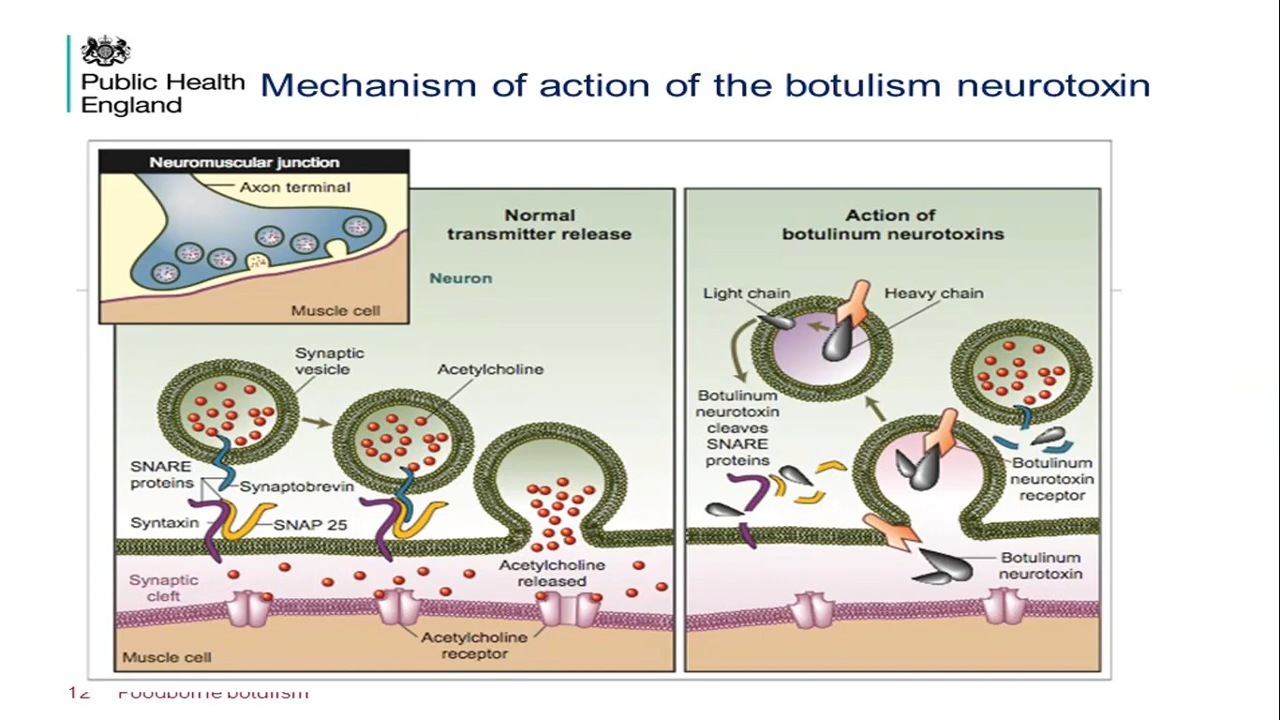 Public Health
England
Mechanism of action of the botulism neurotoxin
Neuromuscular junction
Axon terminal
Muscle cell
Normal
transmitter release
Neuron
Synaptic
vesicle
Acetylcholine
SNARE
proteins
Synaptobrevin
Syntaxin
SNAP 25
Acetylcholine
released
Synaptic
cleft
Acetylcholine
receptor
Muscle cell
Action of
botulinum neurotoxins
Light chain
Heavy chain
Botulinum
neurotoxin
cleaves
SNARE
proteins
Botulinum
neurotoxin
receptor
Botulinum
neurotoxin
12 Foodborne botulism